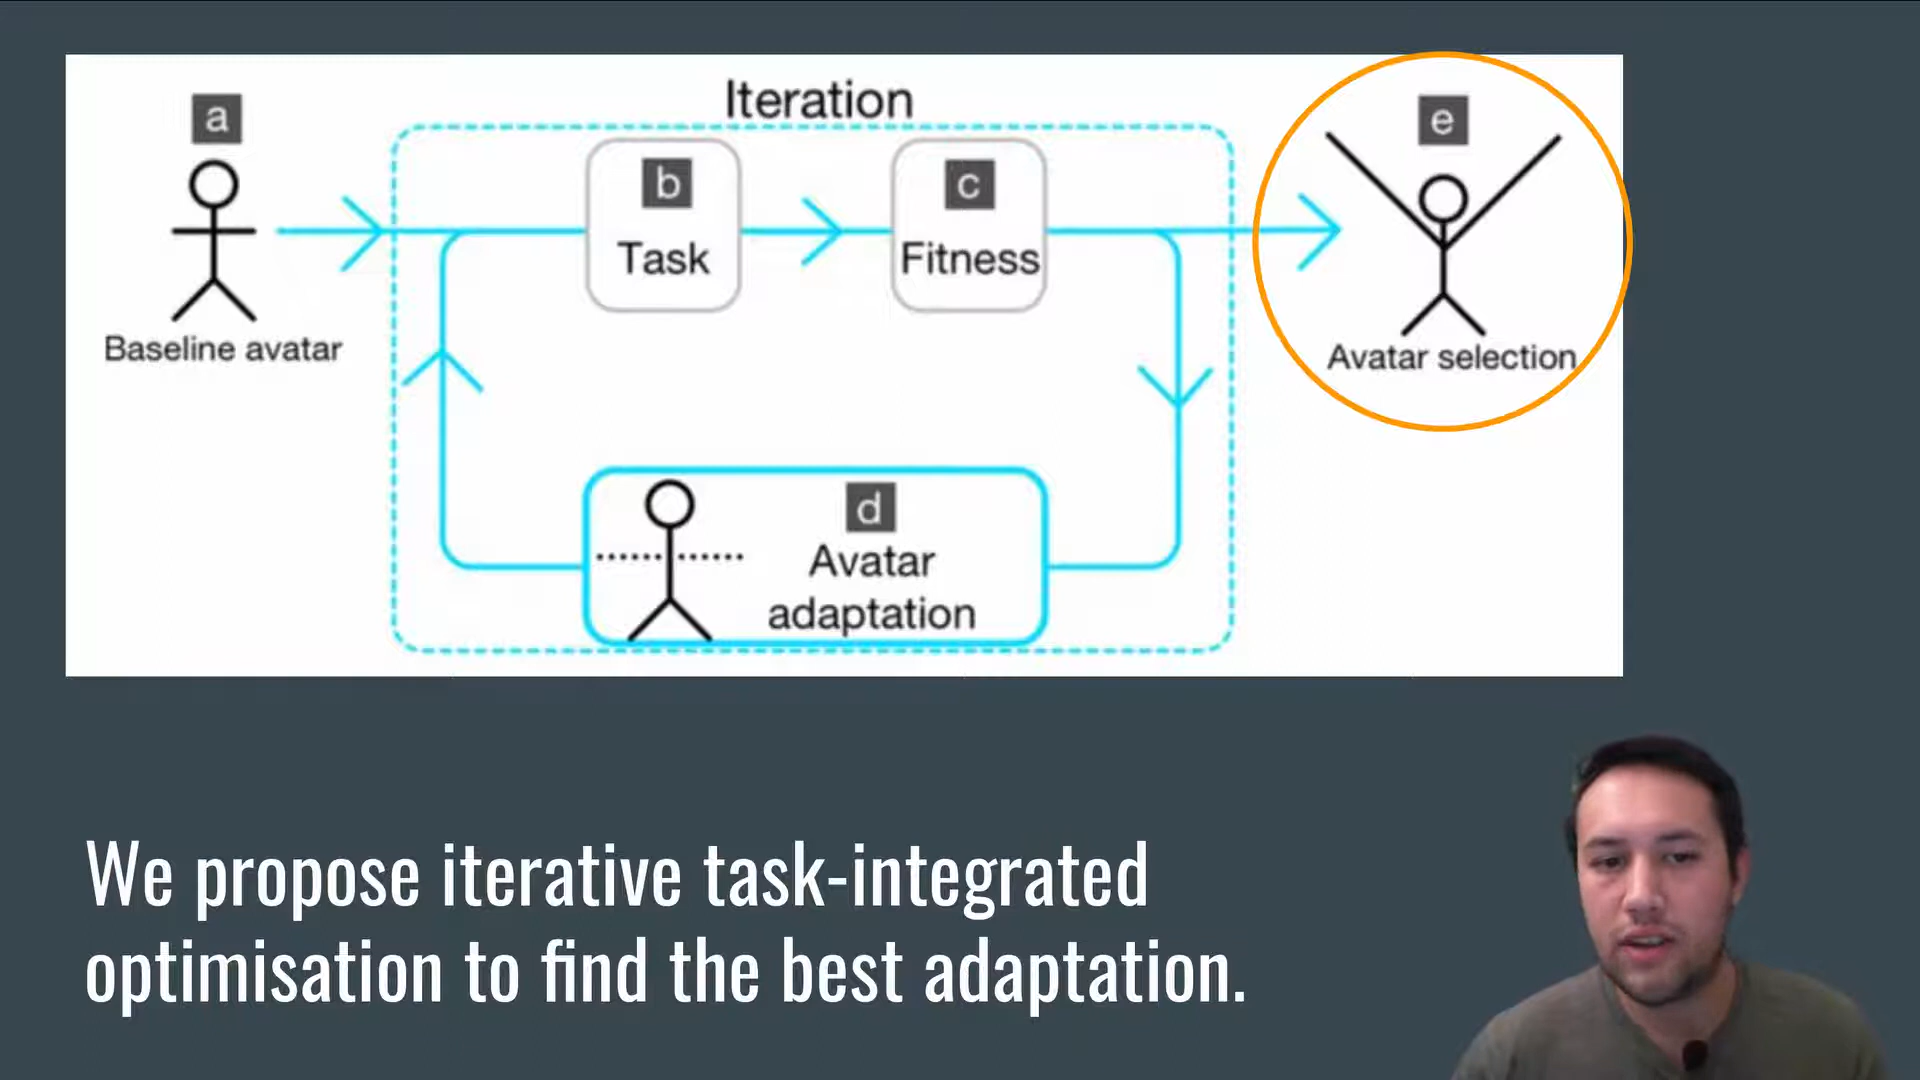 Iteration
a
b
c
e
Task
Fitness
Baseline avatar
Avatar selection
d
Avatar
adaptation
We propose iterative task-integrated
optimisation to find the best adaptation.